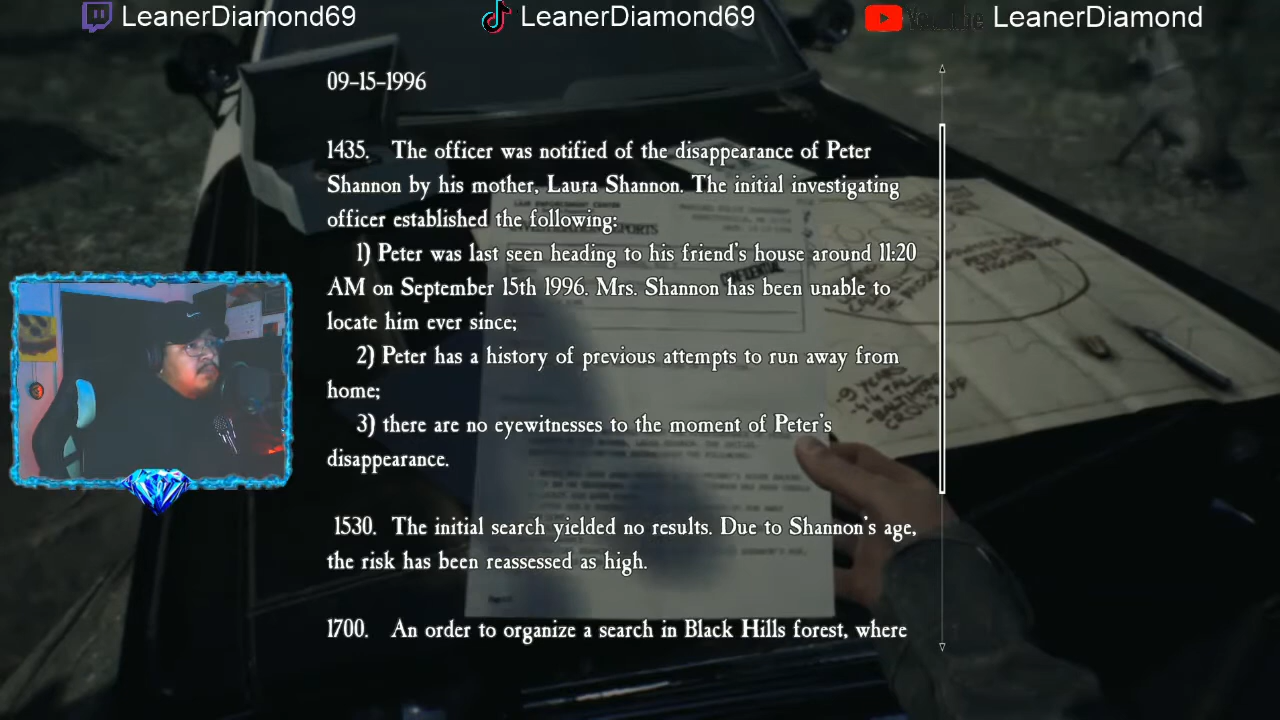 LeanerDiamond69
LeanerDiamond69
YouTube LeanerDiamond
09-15-1996
1435. The officer was notified of the disappearance of Peter
Shannon by his mother, Laura Shannon. The initial investigating
officer established the following:
1) Peter was last seen heading to his friend's house around 11:20
AM on September 15th 1996. Mrs. Shannon has been unable to
locate him ever since;
2) Peter has a history of previous attempts to run away from
home;
3) there are no eyewitnesses to the moment of Peter's
disappearance.
1530. The initial search yielded no results. Due to Shannon's age,
the risk has been reassessed as high.
1700. An order to organize a search in Black Hills forest, where
CONFIDENTIAL